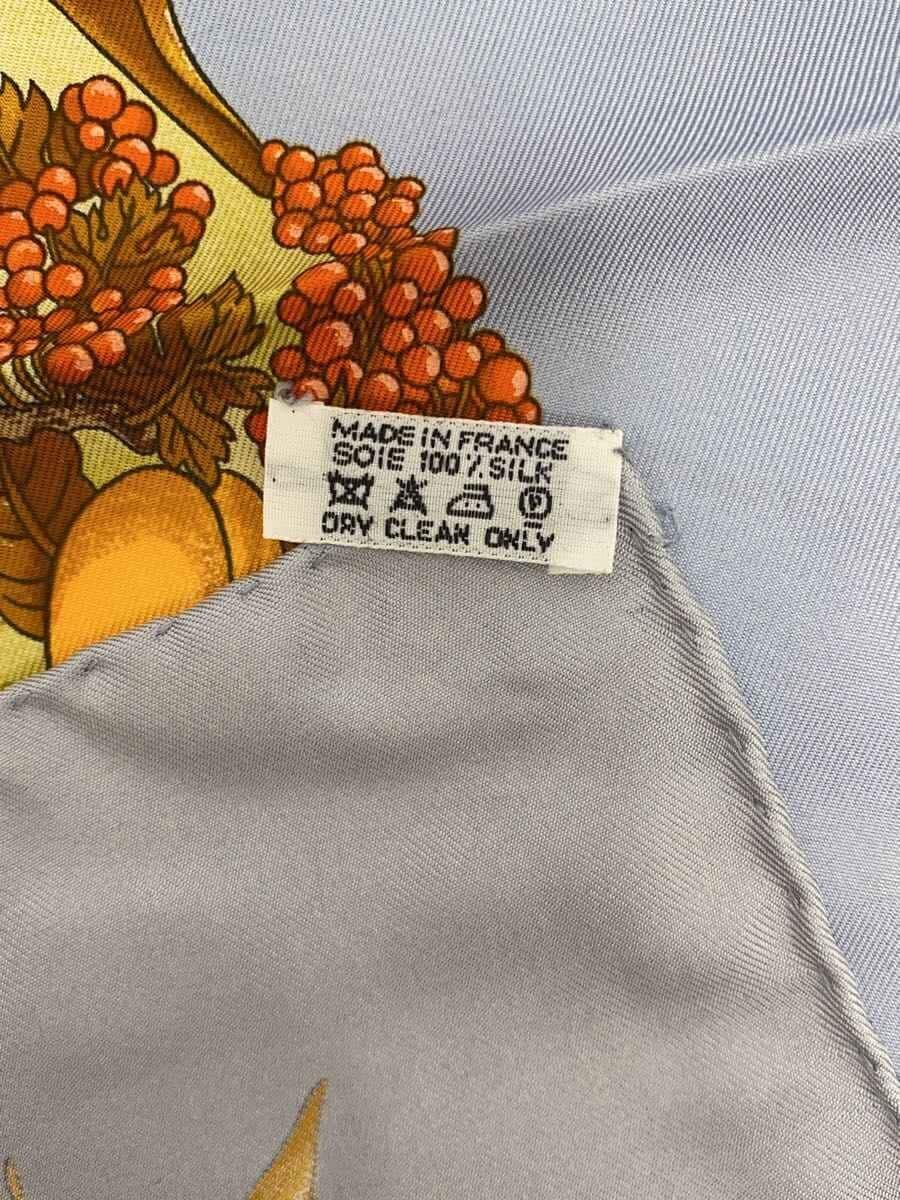 MADE IN FRANCE
SOIE 100% SILK
DRY CLEAN ONLY